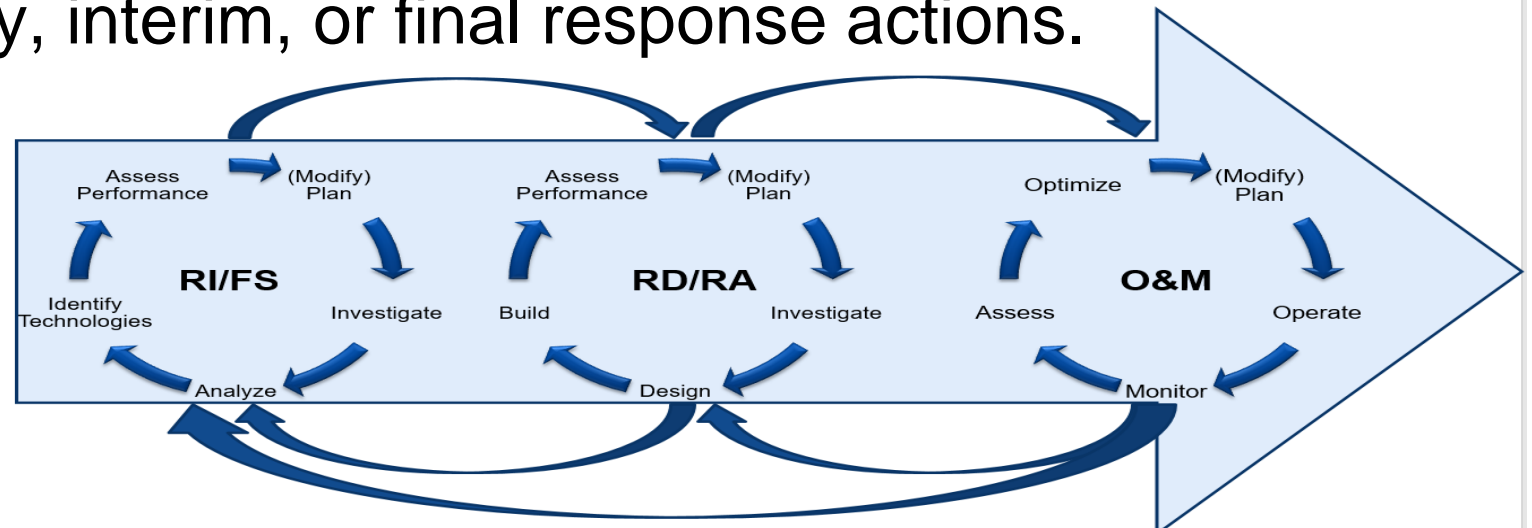 y, interim, or final response actions.
Assess
Performance
(Modify)
Plan
Investigate
Analyze
Identify
Technologies
RI/FS
Assess
Performance
(Modify)
Plan
Investigate
Design
Build
RD/RA
Optimize
(Modify)
Plan
Operate
Monitor
Assess
O&M